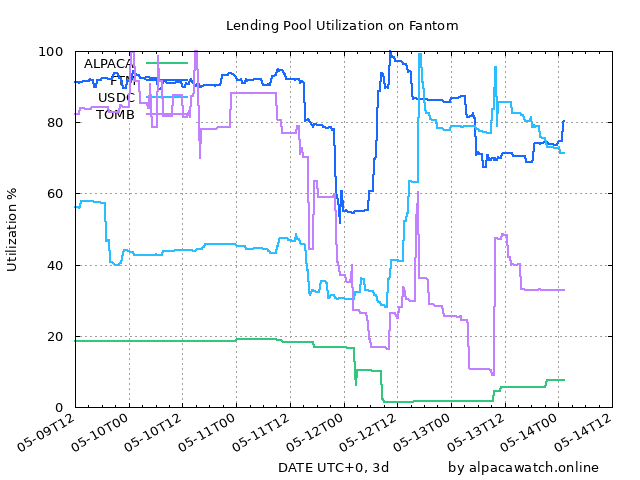 Lending Pool Utilization on Fantom
100
80
60
40
20
0
Utilization %
ALPACA
FTM
USDC
TOMB
05-09T12
05-10T00
05-10T12
05-11T00
05-11T12
05-12T00
05-12T12
05-13T00
05-13T12
05-14T00
05-14T12
DATE UTC+0, 3d
by alpacawatch.online